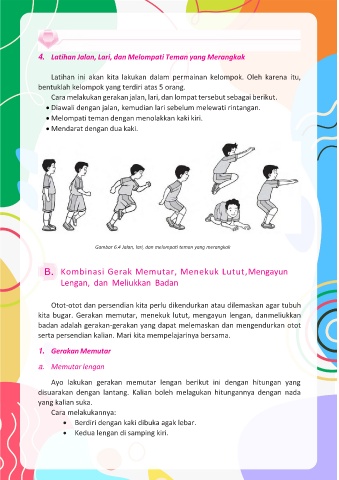 4. Latihan Jalan, Lari, dan Melompati Teman yang Merangkak
Latihan ini akan kita lakukan dalam permainan kelompok. Oleh karena itu,
bentuklah kelompok yang terdiri atas 5 orang.
Cara melakukan gerakan jalan, lari, dan lompat tersebut sebagai berikut.
• Diawali dengan jalan, kemudian lari sebelum melewati rintangan.
• Melompati teman dengan menolakkan kaki kiri.
• Mendarat dengan dua kaki.
Gambar 6.4 Jalan, lari, dan melompati teman yang merangkak
B. Kombinasi Gerak Memutar, Menekuk Lutut,Mengayun
Lengan, dan Meliukkan Badan
Otot-otot dan persendian kita perlu dikendurkan atau dilemaskan agar tubuh
kita bugar. Gerakan memutar, menekuk lutut, mengayun lengan, danmeliukkan
badan adalah gerakan-gerakan yang dapat melemaskan dan mengendurkan otot
serta persendian kalian. Mari kita mempelajarinya bersama.
1. Gerakan Memutar
a. Memutar lengan
Ayo lakukan gerakan memutar lengan berikut ini dengan hitungan yang
disuarakan dengan lantang. Kalian boleh melagukan hitungannya dengan nada
yang kalian suka.
Cara melakukannya:
• Berdiri dengan kaki dibuka agak lebar.
• Kedua lengan di samping kiri.